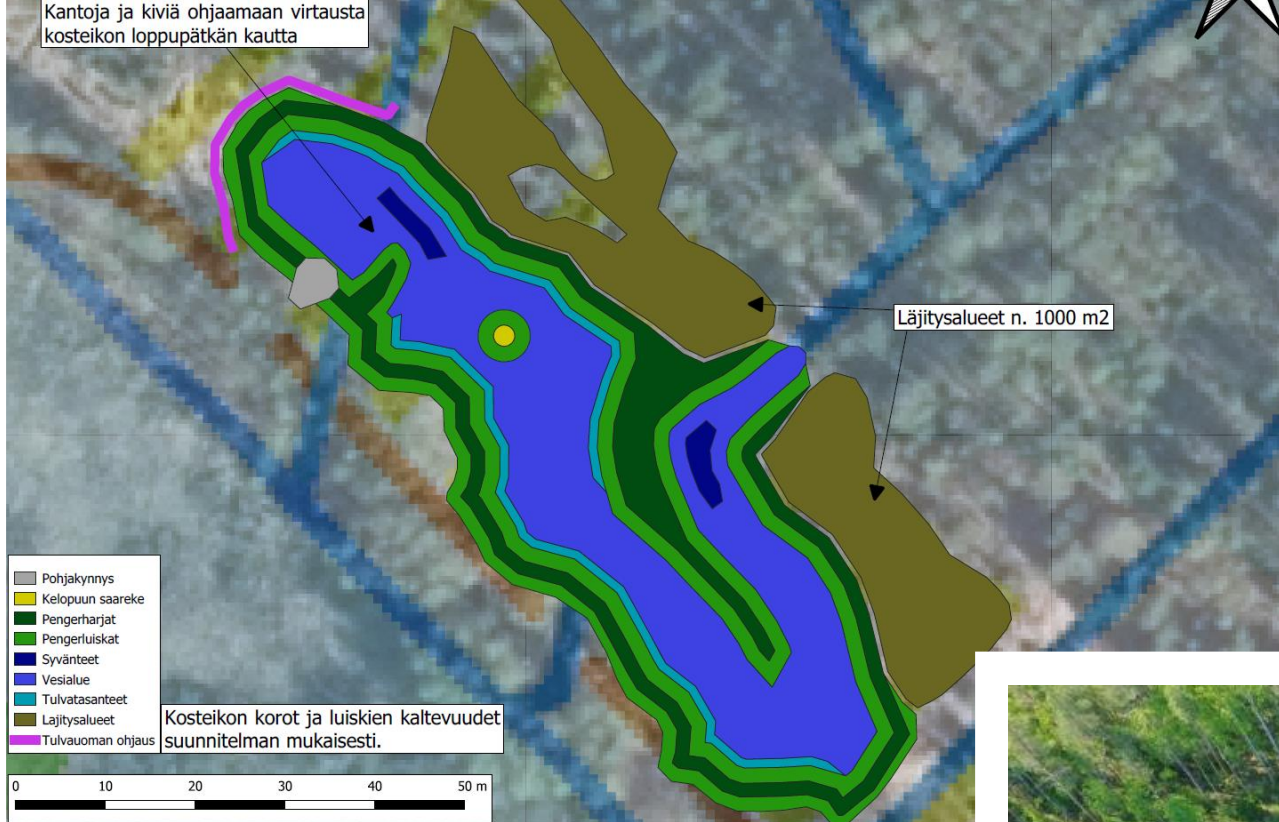 Kantoja ja kiviä ohjaamaan virtausta
kosteikon loppupätkän kautta
Läjitysalueet n. 1000 m2
Pohjakynnys
Kelopuun saareke
Pengerharjat
Pengerluiskat
Syvänteet
Vesialue
Tulvatasanteet
Lajitysalueet
Tulvauoman ohjaus
Kosteikon korot ja luiskien kaltevuudet
suunnitelman mukaisesti.
0 10 20 30 40 50 m